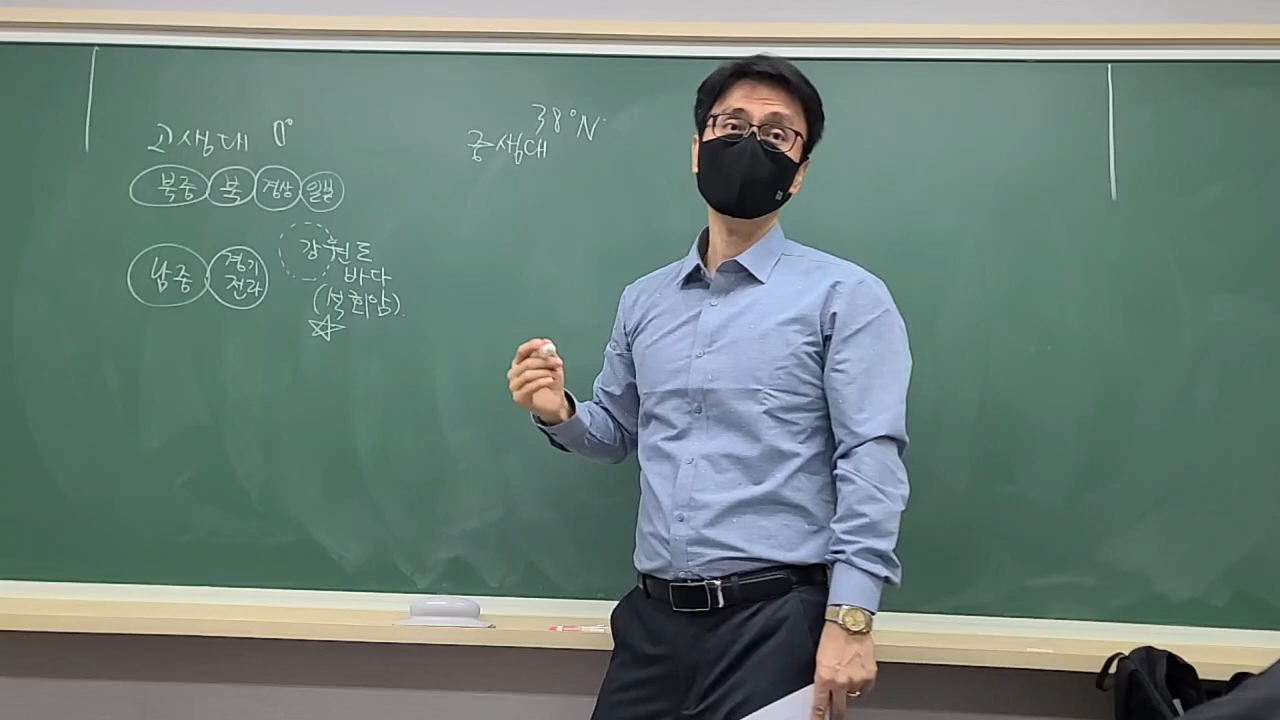 고생대 0°
북중 북 경상 일본
남중 경기 전라
강원도
바다
(석회암)
38°N
중생대